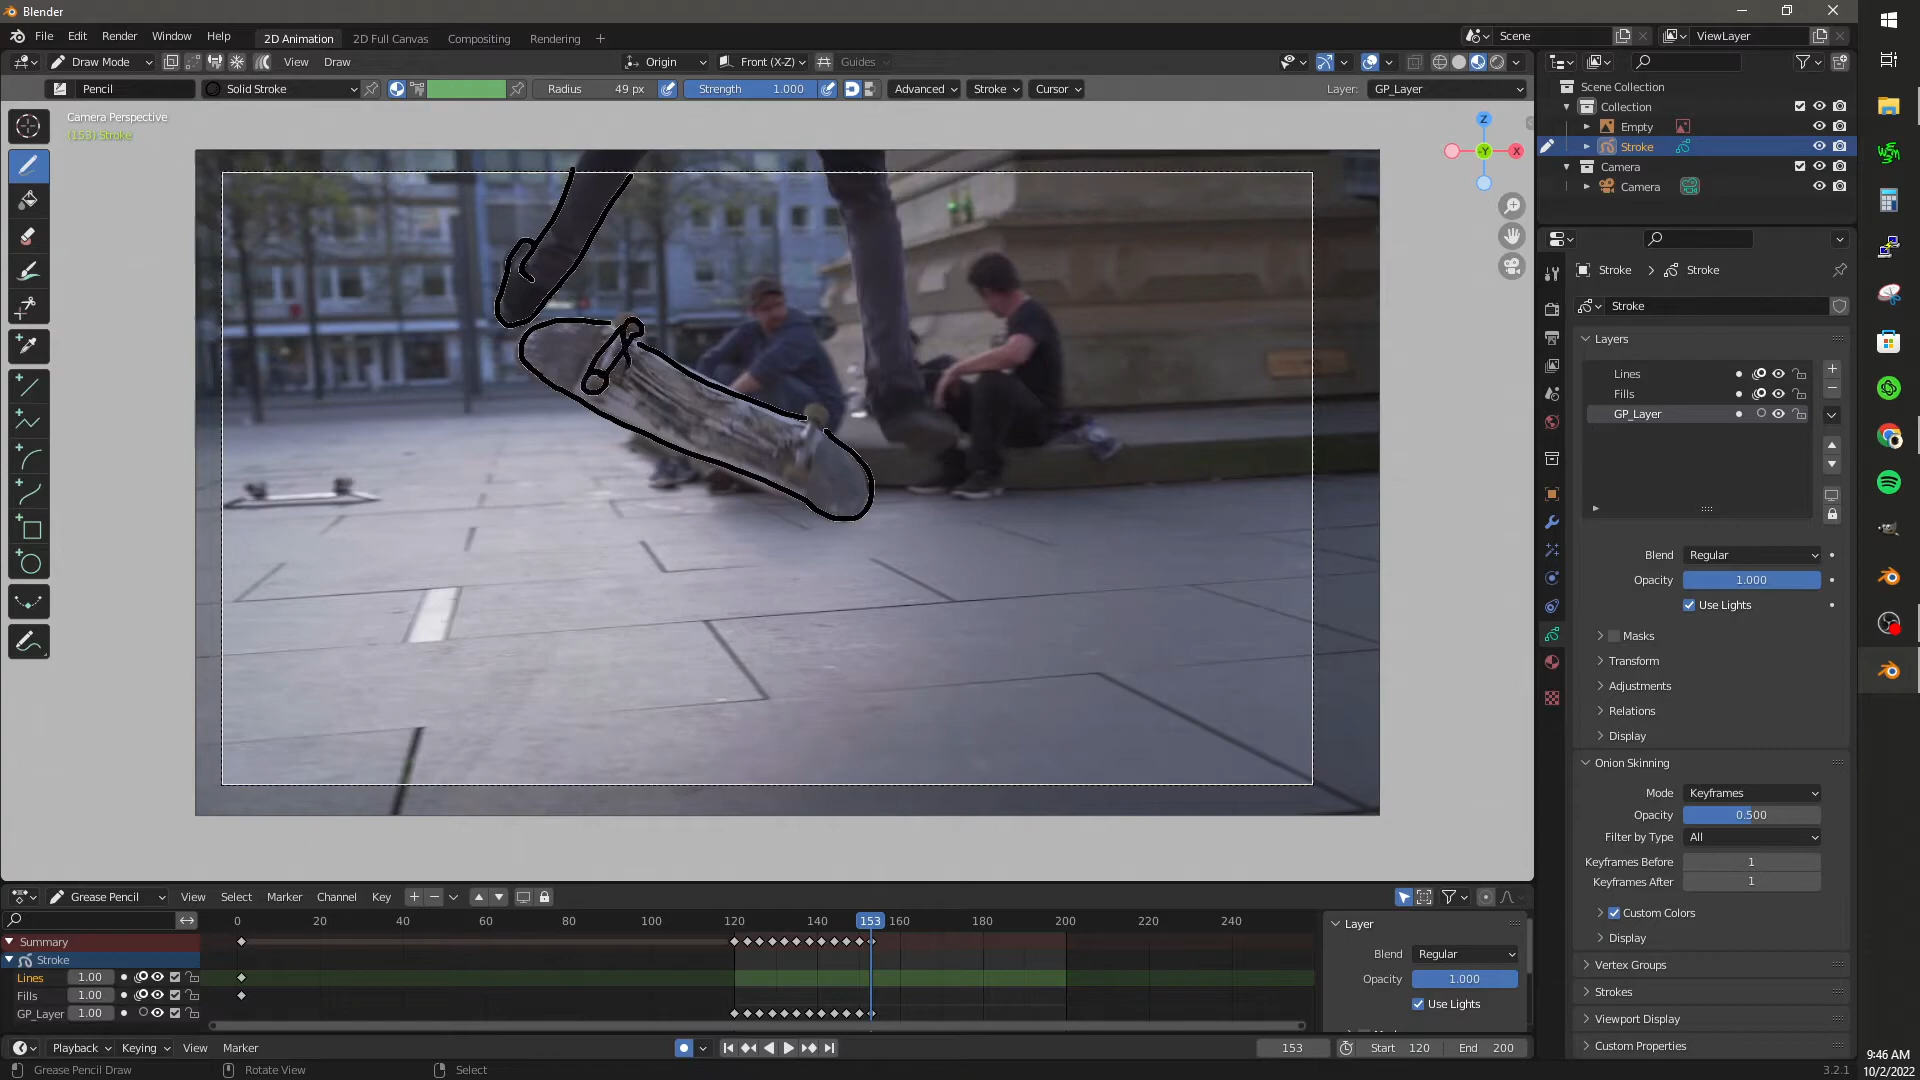 Blender
File Edit Render Window Help 2D Animation 2D Full Canvas Compositing Rendering + Scene ViewLayer
Draw Mode View Draw Origin Front (X-Z) Guides
Pencil Solid Stroke Radius 49 px Strength 1.000 Advanced Stroke Cursor Layer: GP_Layer
Camera Perspective
(153) Stroke
Z
-Y X
Scene Collection
Collection
Empty
Stroke
Camera
Camera
Stroke > Stroke
Stroke
Layers
Lines
Fills
GP_Layer
Blend Regular
Opacity 1.000
Use Lights
Masks
Transform
Adjustments
Relations
Display
Onion Skinning
Mode Keyframes
Opacity 0.500
Filter by Type All
Keyframes Before 1
Keyframes After 1
Custom Colors
Display
Vertex Groups
Strokes
Viewport Display
Custom Properties
Grease Pencil View Select Marker Channel Key
0 20 40 60 80 100 120 140 153 160 180 200 220 240
Summary
Stroke
Lines 1.00
Fills 1.00
GP_Layer 1.00
Layer
Blend Regular
Opacity 1.000
Use Lights
Playback Keying View Marker 153 Start 120 End 200
Grease Pencil Draw Rotate View Select 3.2.1
9:46 AM
10/2/2022